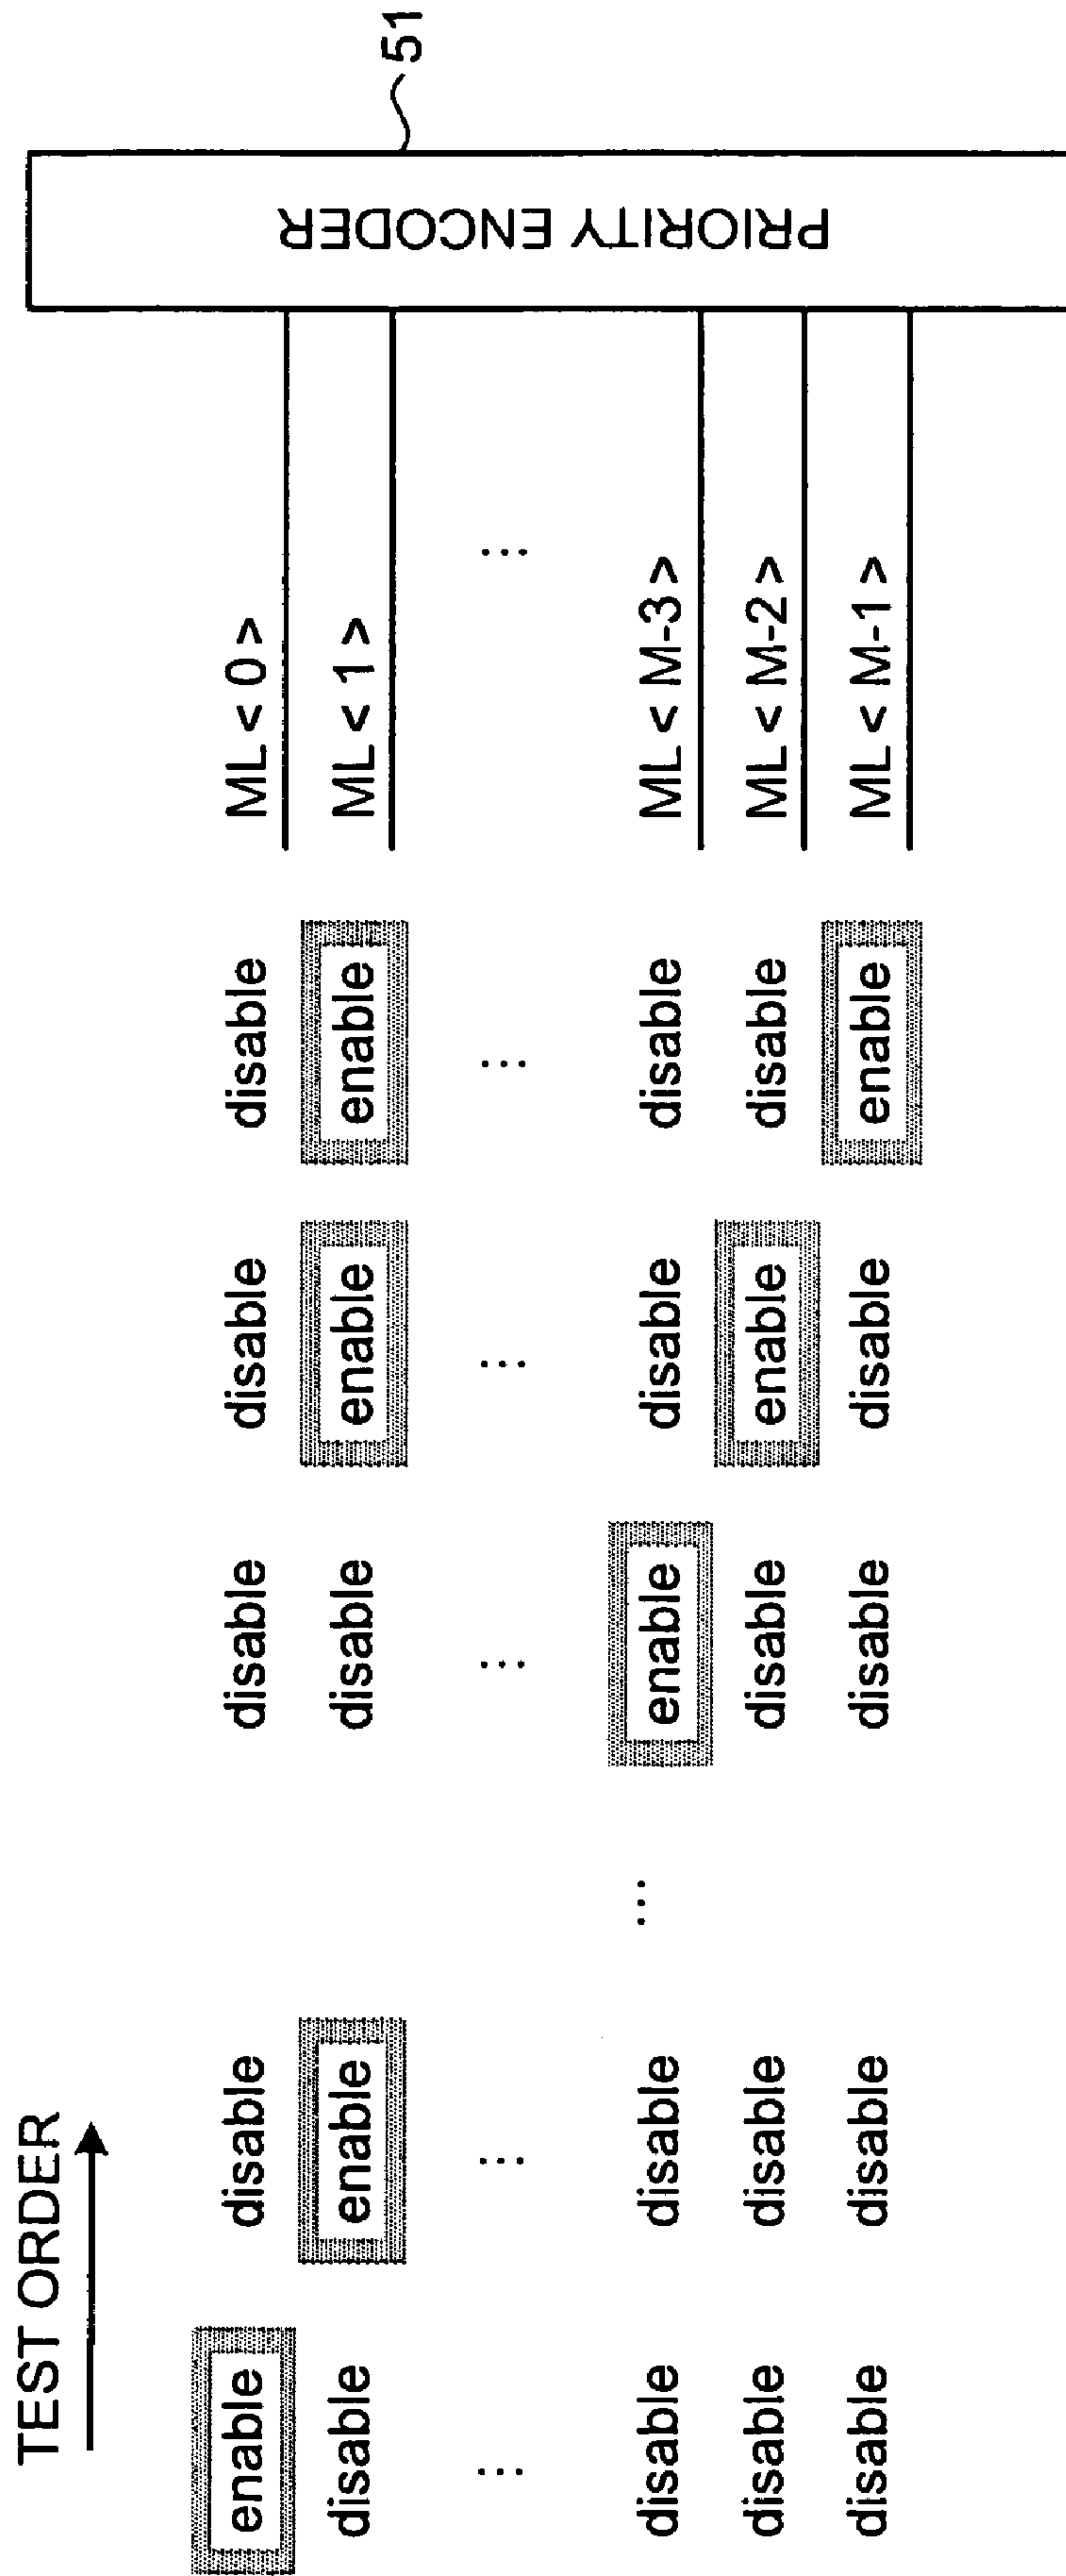 TEST ORDER
enable disable disable disable disable ML < 0 >
disable enable disable enable enable ML < 1 >
51
... ... ... ... ... ...
PRIORITY ENCODER
disable disable ... enable disable disable ML < M-3 >
disable disable disable enable disable ML < M-2 >
disable disable disable disable enable ML < M-1 >